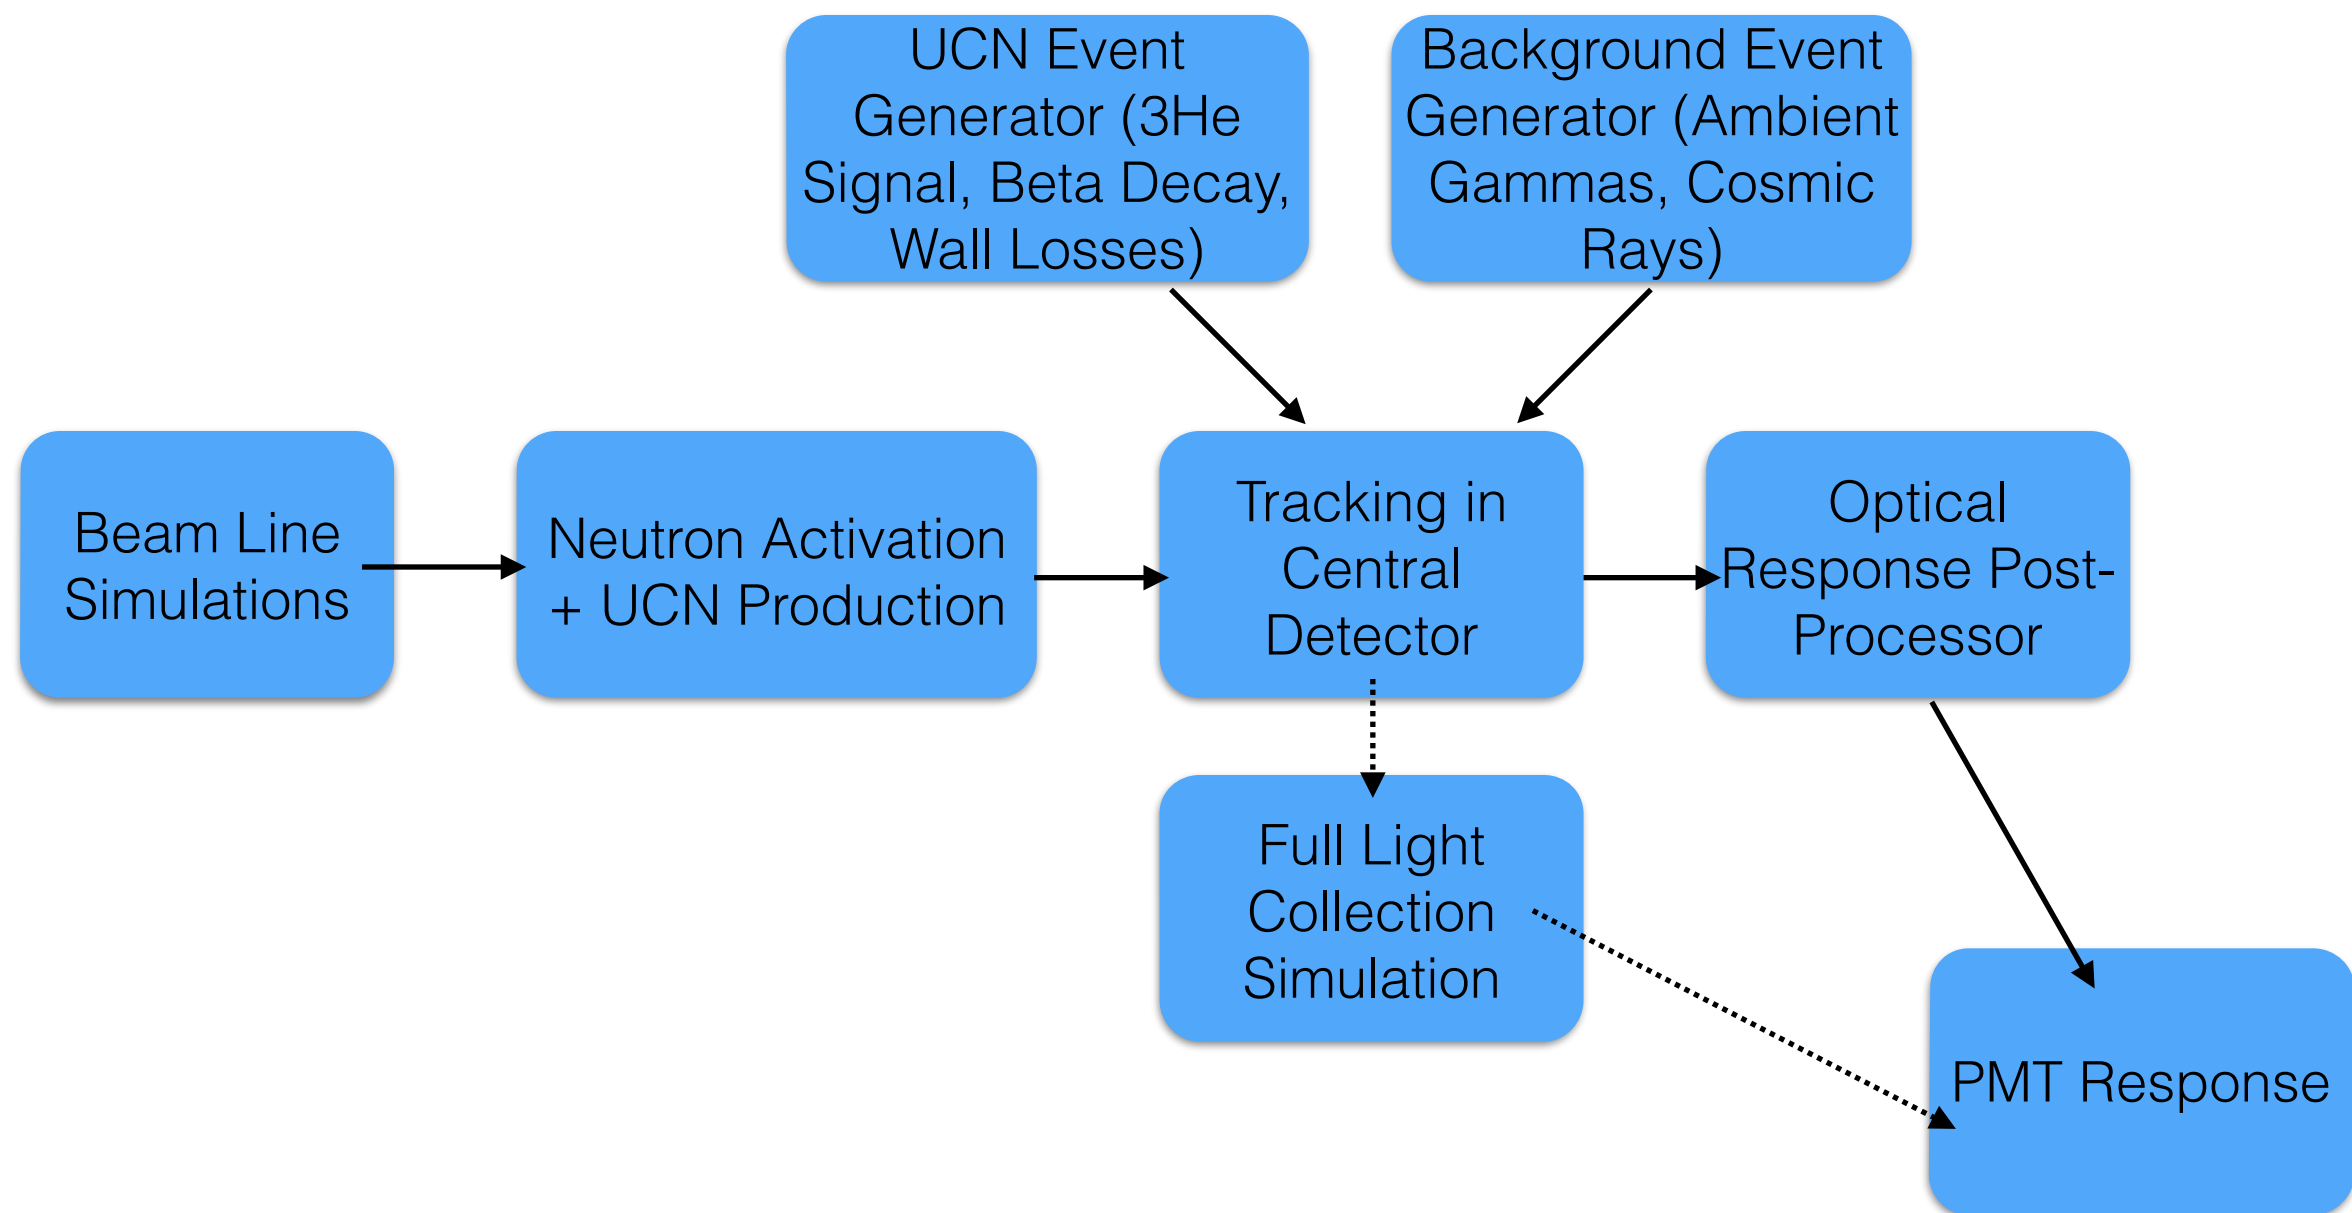 UCN Event
Generator (3He
Signal, Beta Decay,
Wall Losses)
Background Event
Generator (Ambient
Gammas, Cosmic
Rays)
Beam Line
Simulations
Neutron Activation
+ UCN Production
Tracking in
Central
Detector
Optical
Response Post-
Processor
Full Light
Collection
Simulation
PMT Response